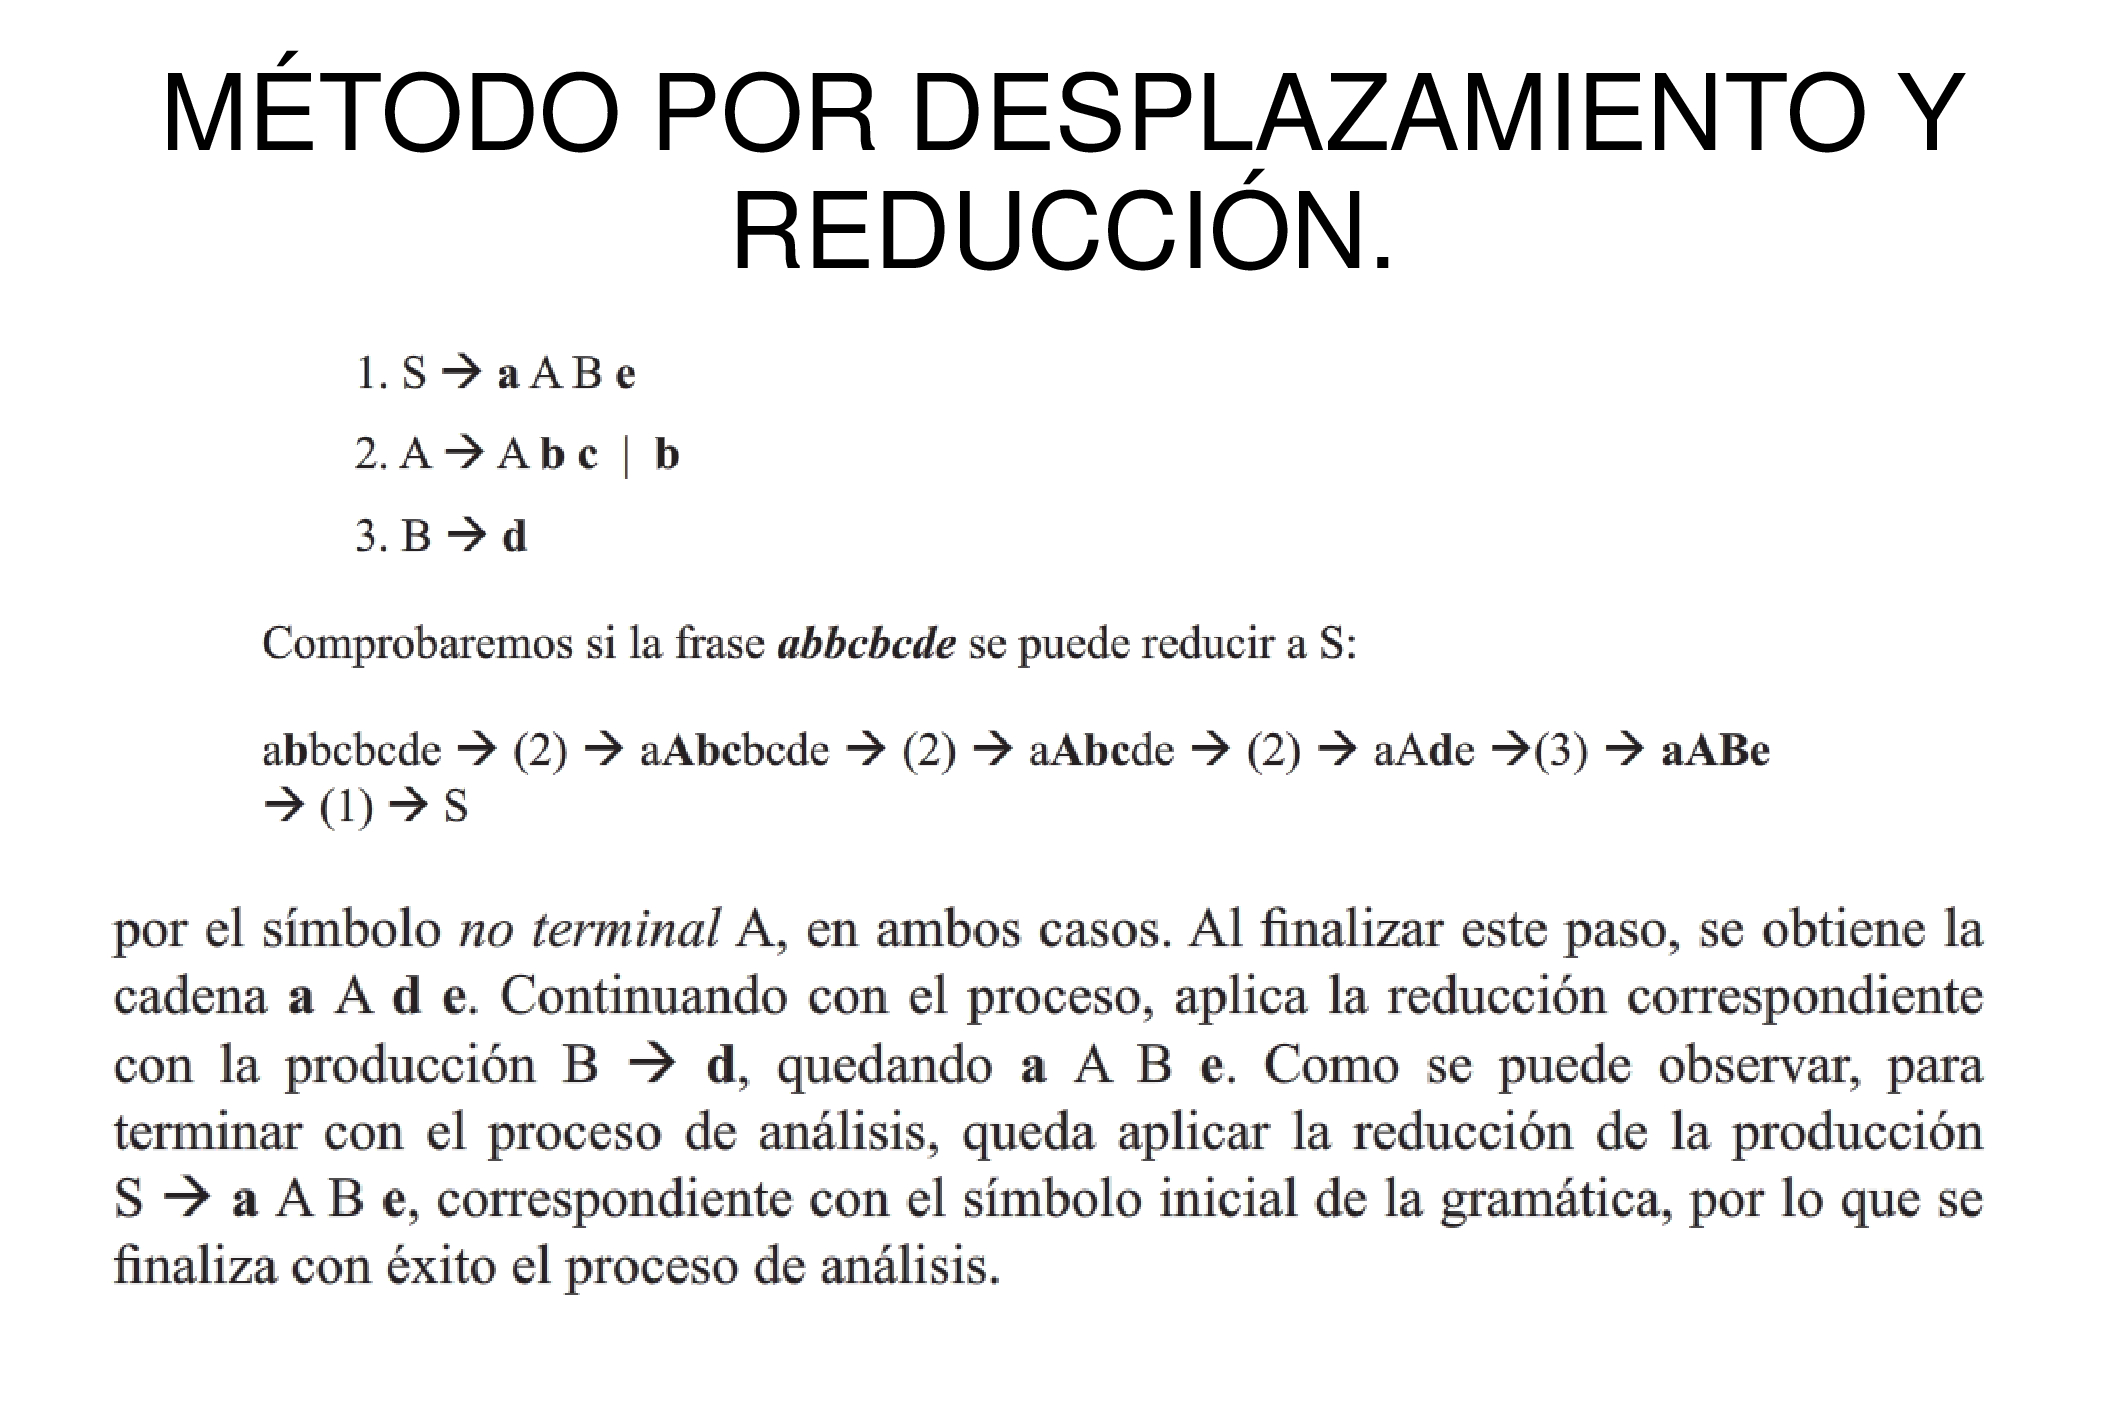 MÉTODO POR DESPLAZAMIENTO Y
REDUCCIÓN.
1. S → a A B e
2. A → A b c | b
3. B → d
Comprobaremos si la frase abbcbcde se puede reducir a S:
abbcbcde → (2) → aAbcbcde → (2) → aAbcde → (2) → aAde →(3) → aABe
→ (1) → S
por el símbolo no terminal A, en ambos casos. Al finalizar este paso, se obtiene la
cadena a A d e. Continuando con el proceso, aplica la reducción correspondiente
con la producción B → d, quedando a A B e. Como se puede observar, para
terminar con el proceso de análisis, queda aplicar la reducción de la producción
S → a A B e, correspondiente con el símbolo inicial de la gramática, por lo que se
finaliza con éxito el proceso de análisis.